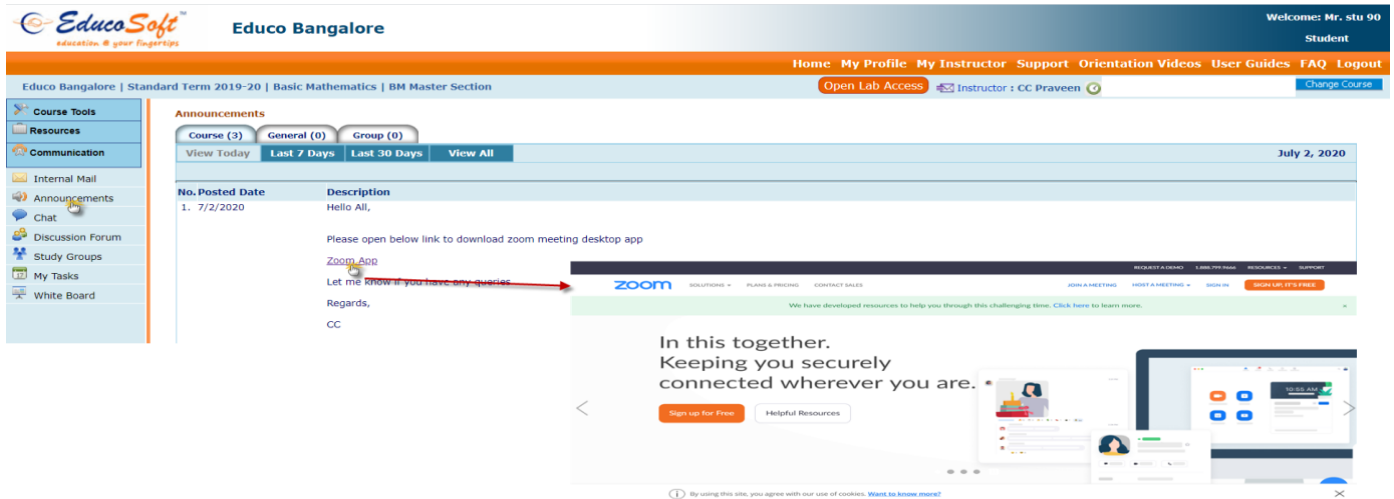 EducoSoft
education @ your fingertips
Educo Bangalore
Welcome: Mr. stu 90
Student
Home My Profile My Instructor Support Orientation Videos User Guides FAQ Logout
Educo Bangalore | Standard Term 2019-20 | Basic Mathematics | BM Master Section
Open Lab Access
Instructor : CC Praveen
Change Course
Course Tools
Resources
Communication
Internal Mail
Announcements
Chat
Discussion Forum
Study Groups
My Tasks
White Board
Announcements
Course (3) General (0) Group (0)
View Today Last 7 Days Last 30 Days View All
July 2, 2020
No. Posted Date Description
1. 7/2/2020 Hello All,
Please open below link to download zoom meeting desktop app
Zoom App
Let me know if you have any queries
Regards,
CC
REQUEST A DEMO 1.888.799.9666 RESOURCES SUPPORT
zoom SOLUTIONS PLANS & PRICING CONTACT SALES JOIN A MEETING HOST A MEETING SIGN IN SIGN UP, IT'S FREE
We have developed resources to help you through this challenging time. Click here to learn more.
In this together.
Keeping you securely
connected wherever you are.
Sign up for Free Helpful Resources
10:55 AM
By using this site, you agree with our use of cookies. Want to know more?